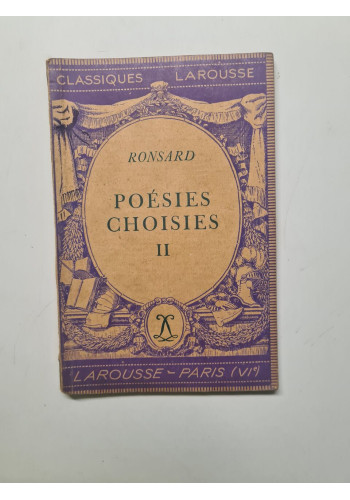 CLASSIQUES LAROUSSE
RONSARD
POÉSIES
CHOISIES
II
LAROUSSE - PARIS (VIe)